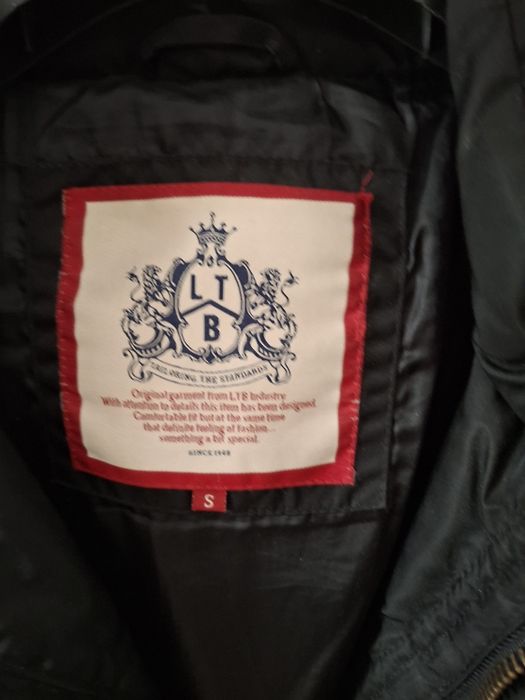 L T
B
TAILORING THE STANDARDS
Original garment from LTB Industry
With attention to details this item has been designed
Comfortable fit but at the same time
that definite feeling of fashion...
something a bit special.
SINCE 1948
S